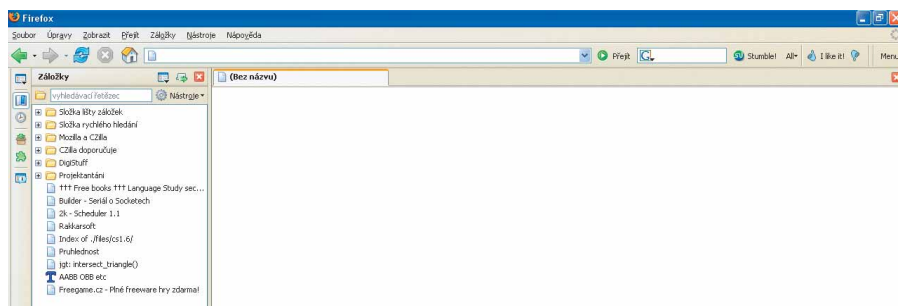 Firefox
Soubor Úpravy Zobrazit Přejít Záložky Nástroje Nápověda
Přejít G Stumble! All I like it! Menu
Záložky
(Bez názvu)
vyhledávací řetězec Nástroje
Složka lišty záložek
Složka rychlého hledání
Mozilla a CZilla
CZilla doporučuje
DigiStuff
Projektantáni
††† Free books ††† Language Study sec...
Builder - Seriál o Socketech
2k - Scheduler 1.1
Rakkarsoft
Index of ./files/cs1.6/
Pruhlednost
jgt: intersect_triangle()
AABB OBB etc
Freegame.cz - Plné freeware hry zdarma!